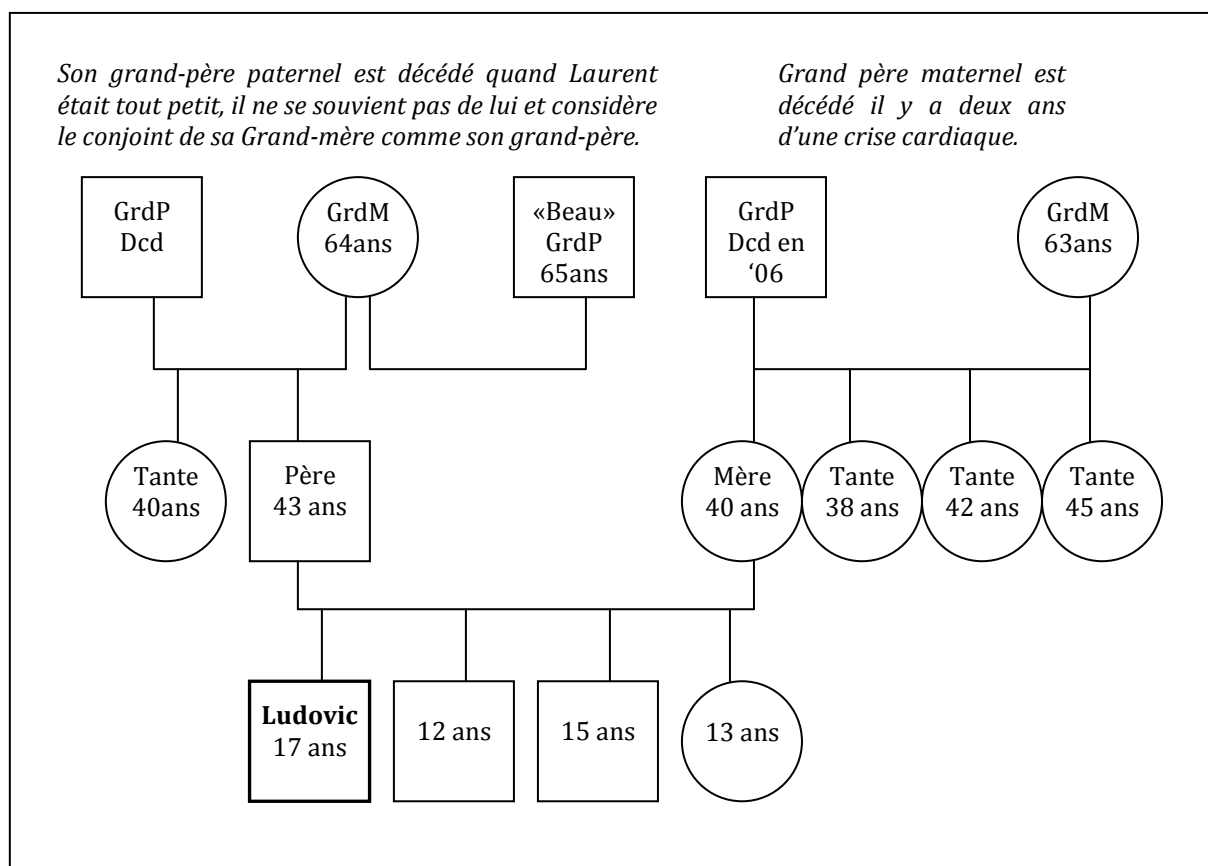 Son grand-père paternel est décédé quand Laurent
était tout petit, il ne se souvient pas de lui et considère
le conjoint de sa Grand-mère comme son grand-père.
Grand père maternel est
décédé il y a deux ans
d'une crise cardiaque.
GrdP
Dcd
GrdM
64ans
«Beau»
GrdP
65ans
GrdP
Dcd en
‘06
GrdM
63ans
Tante
40ans
Père
43 ans
Mère
40 ans
Tante
38 ans
Tante
42 ans
Tante
45 ans
Ludovic
17 ans
12 ans
15 ans
13 ans